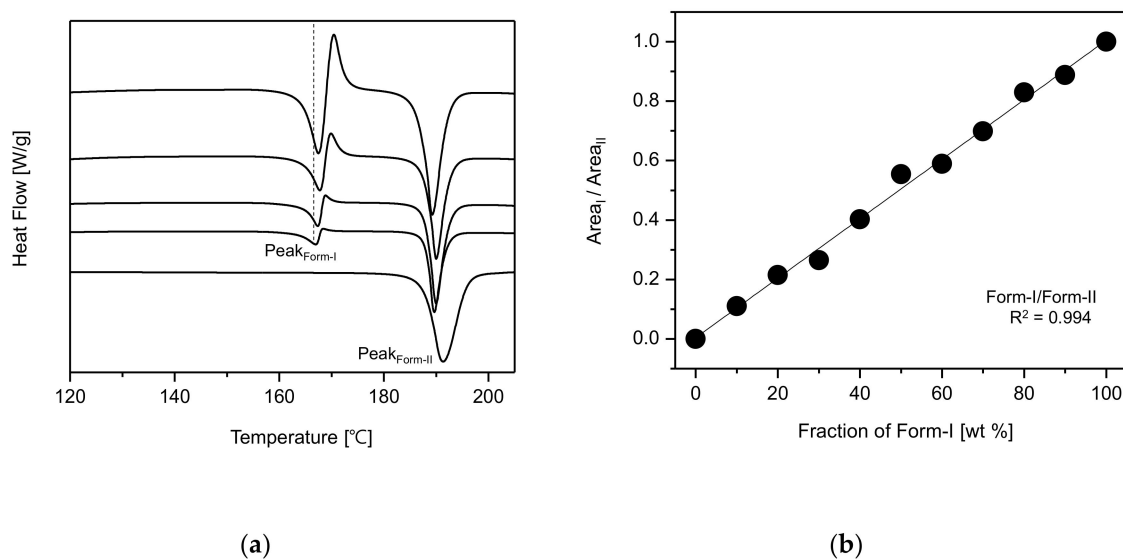 Heat Flow [W/g]
Peak_Form-I
Peak_Form-II
120 140 160 180 200
Temperature [℃]
(a)
Area_I / Area_II
1.0
0.8
0.6
0.4
0.2
0.0
Form-I/Form-II
R² = 0.994
0 20 40 60 80 100
Fraction of Form-I [wt %]
(b)